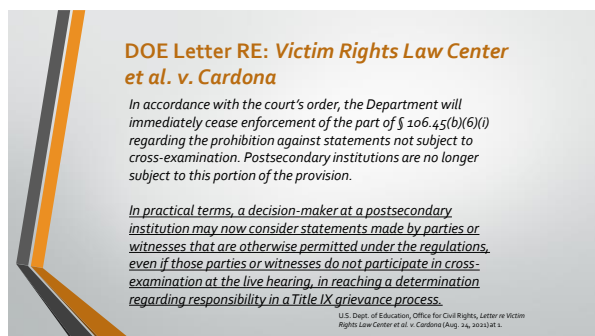 DOE Letter RE: Victim Rights Law Center
et al. v. Cardona
In accordance with the court's order, the Department will
immediately cease enforcement of the part of § 106.45(b)(6)(i)
regarding the prohibition against statements not subject to
cross-examination. Postsecondary institutions are no longer
subject to this portion of the provision.
In practical terms, a decision-maker at a postsecondary
institution may now consider statements made by parties or
witnesses that are otherwise permitted under the regulations,
even if those parties or witnesses do not participate in cross-
examination at the live hearing, in reaching a determination
regarding responsibility in a Title IX grievance process.
U.S. Dept. of Education, Office for Civil Rights, Letter re Victim
Rights Law Center et al. v. Cardona (Aug. 24, 2021) at 1.